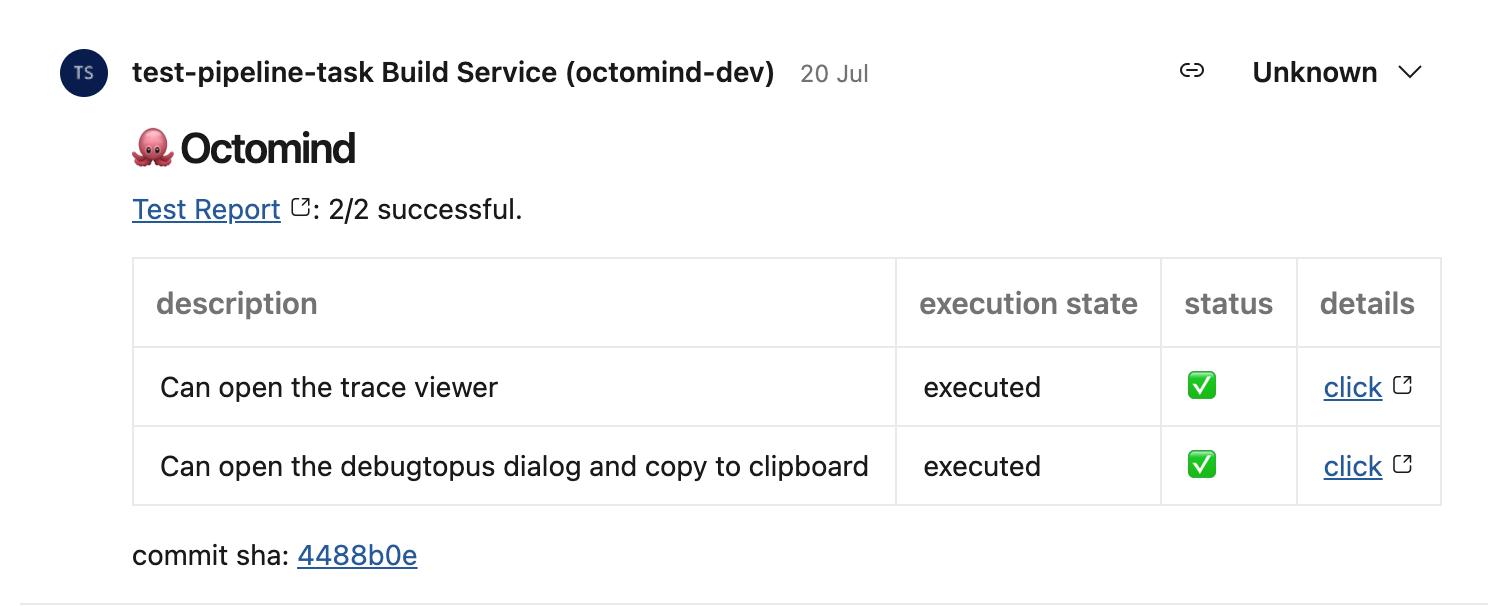 TS test-pipeline-task Build Service (octomind-dev) 20 Jul Unknown
🐙 Octomind
Test Report : 2/2 successful.
description execution state status details
Can open the trace viewer executed ✅ click
Can open the debugtopus dialog and copy to clipboard executed ✅ click
commit sha: 4488b0e